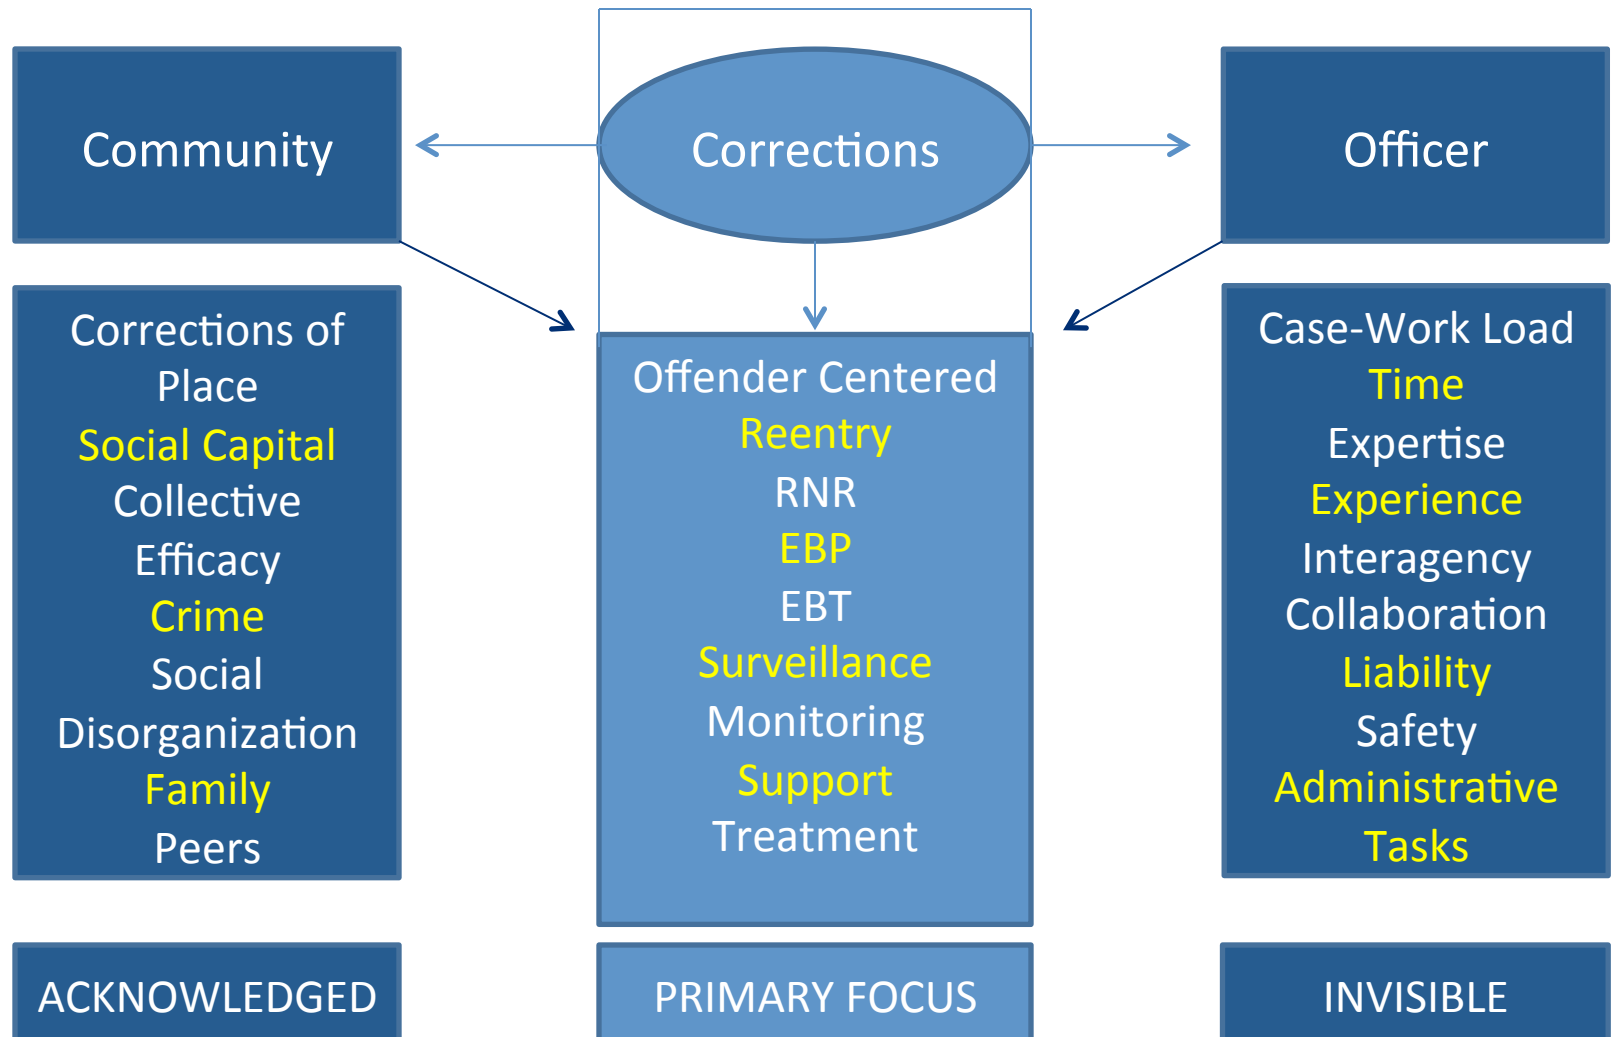 Community
Corrections
Officer
Corrections of
Place
Social Capital
Collective
Efficacy
Crime
Social
Disorganization
Family
Peers
Offender Centered
Reentry
RNR
EBP
EBT
Surveillance
Monitoring
Support
Treatment
Case-Work Load
Time
Expertise
Experience
Interagency
Collaboration
Liability
Safety
Administrative
Tasks
ACKNOWLEDGED
PRIMARY FOCUS
INVISIBLE